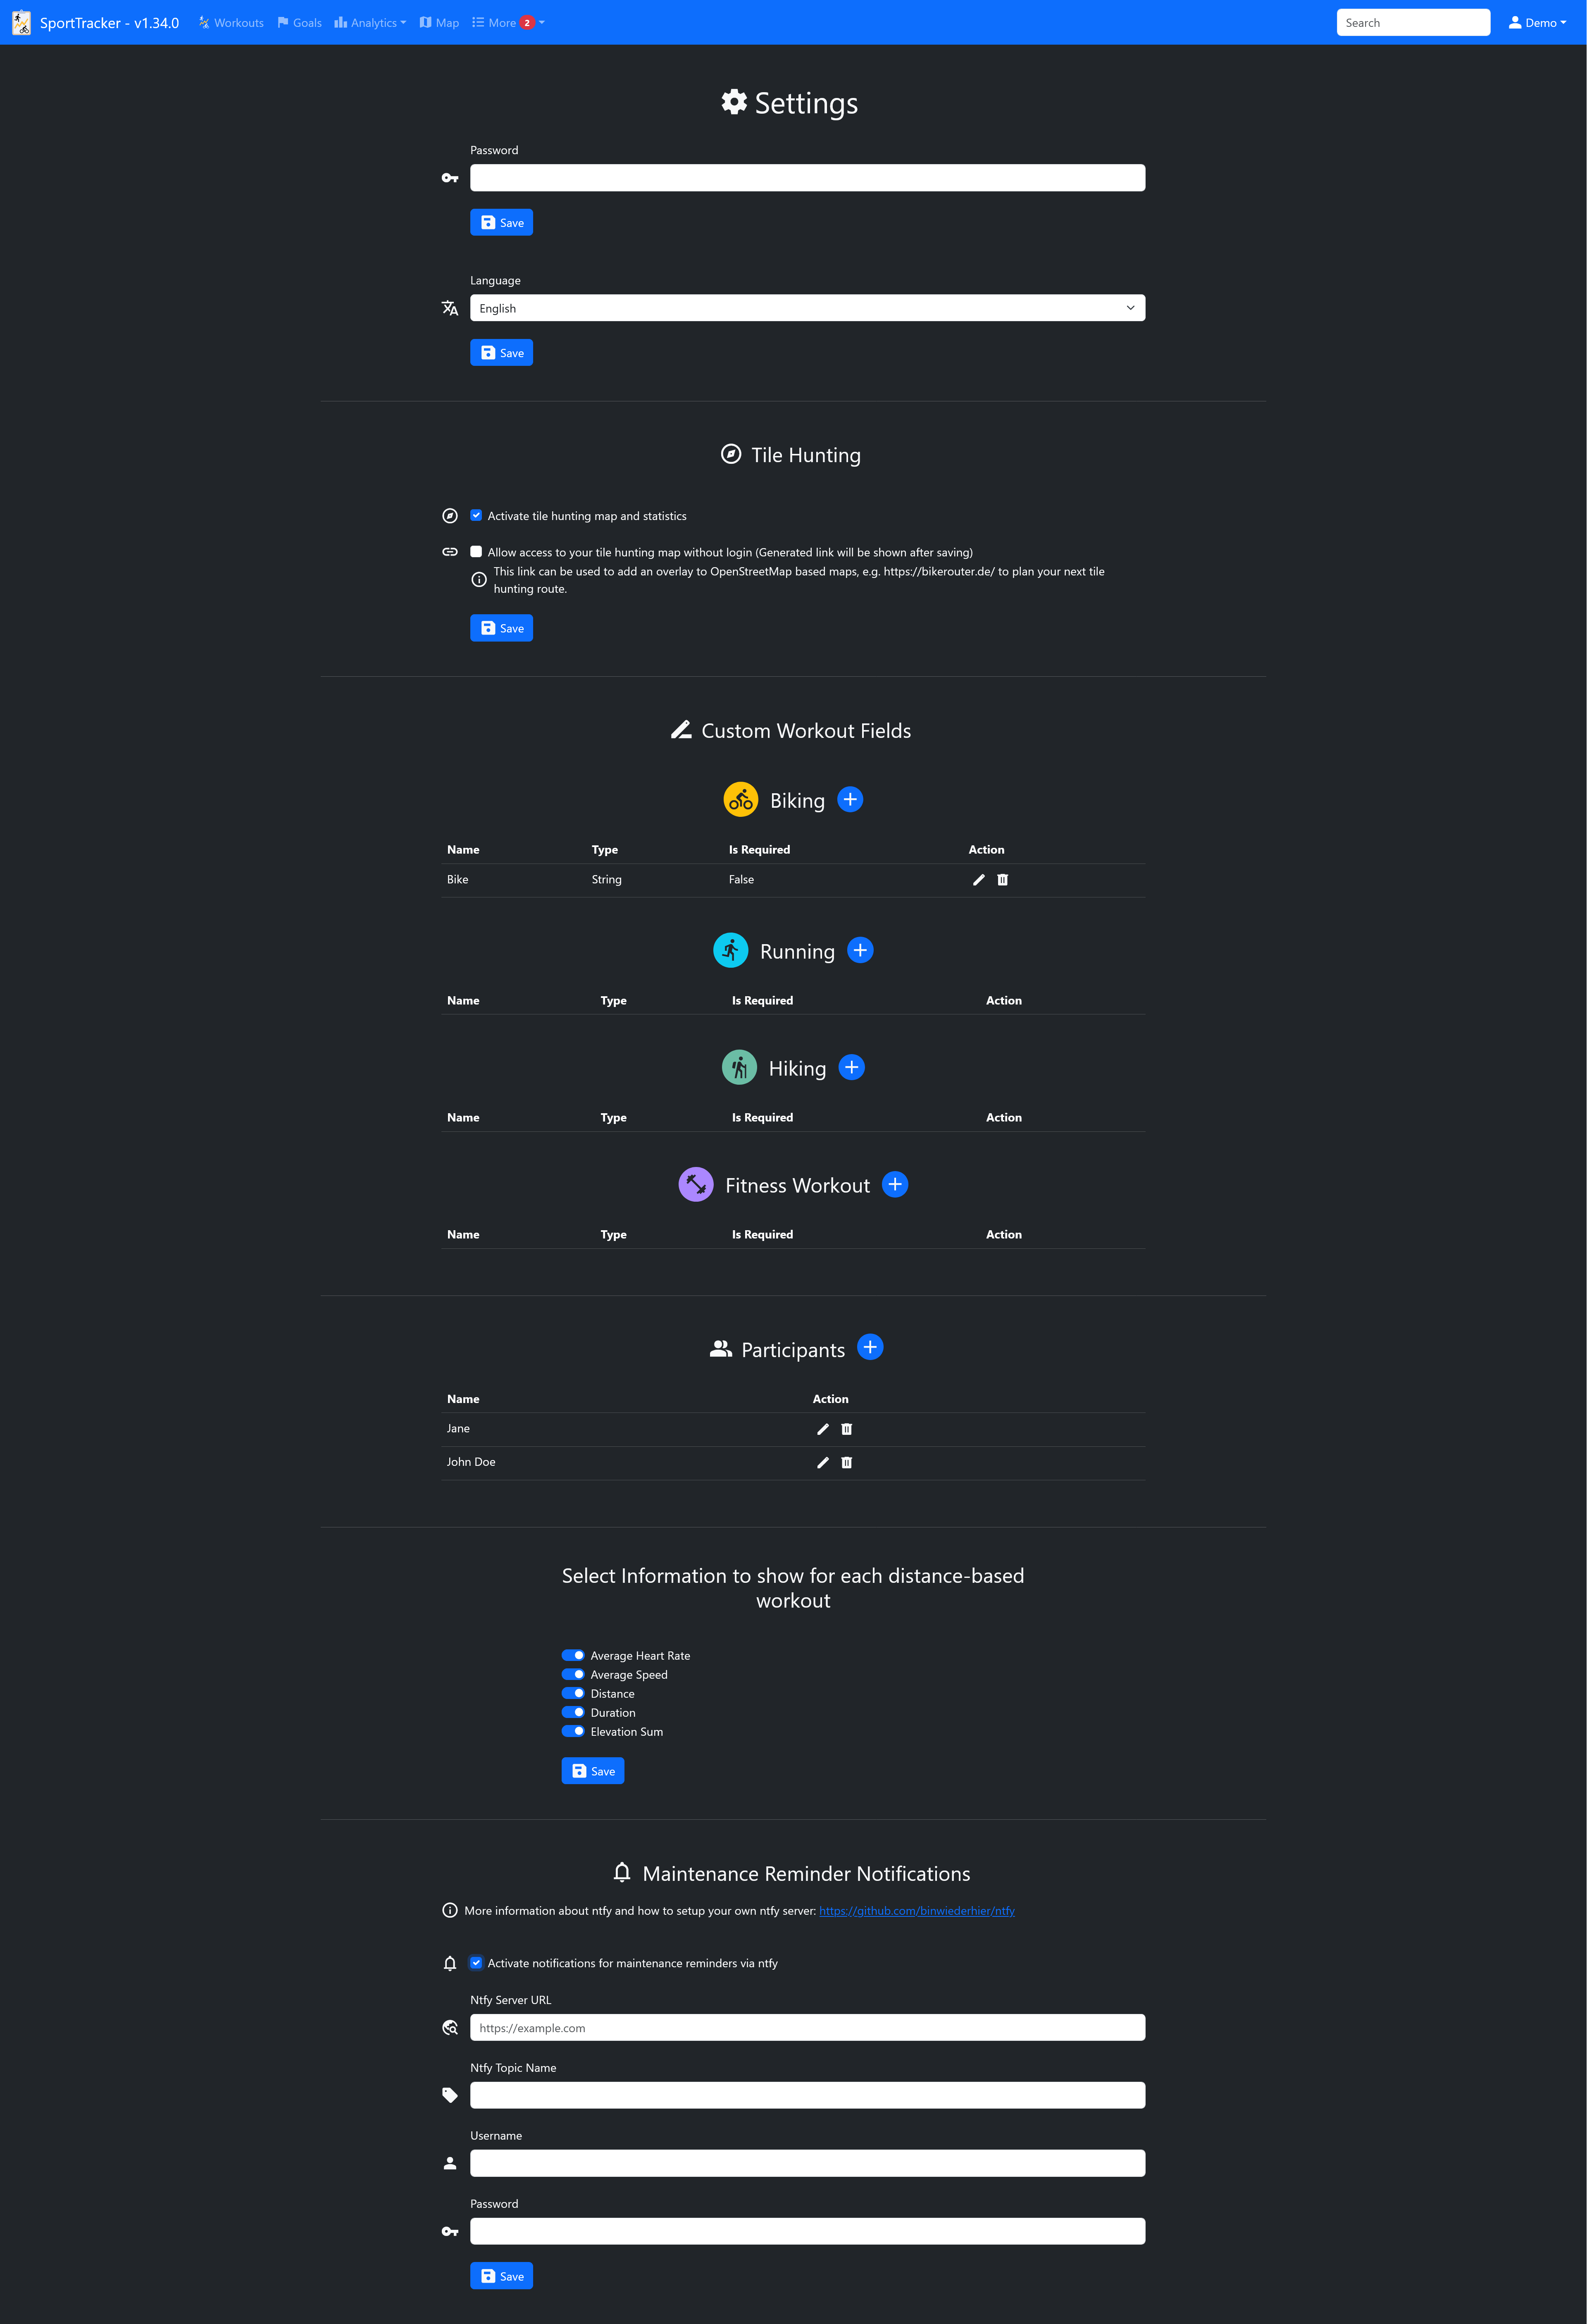 SportTracker - v1.34.0 Workouts Goals Analytics Map More 2 Search Demo
Settings
Password
Save
Language
English
Save
Tile Hunting
Activate tile hunting map and statistics
Allow access to your tile hunting map without login (Generated link will be shown after saving)
This link can be used to add an overlay to OpenStreetMap based maps, e.g. https://bikerouter.de/ to plan your next tile
hunting route.
Save
Custom Workout Fields
Biking
Name Type Is Required Action
Bike String False
Running
Name Type Is Required Action
Hiking
Name Type Is Required Action
Fitness Workout
Name Type Is Required Action
Participants
Name Action
Jane
John Doe
Select Information to show for each distance-based
workout
Average Heart Rate
Average Speed
Distance
Duration
Elevation Sum
Save
Maintenance Reminder Notifications
More information about ntfy and how to setup your own ntfy server: https://github.com/binwiederhier/ntfy
Activate notifications for maintenance reminders via ntfy
Ntfy Server URL
https://example.com
Ntfy Topic Name
Username
Password
Save